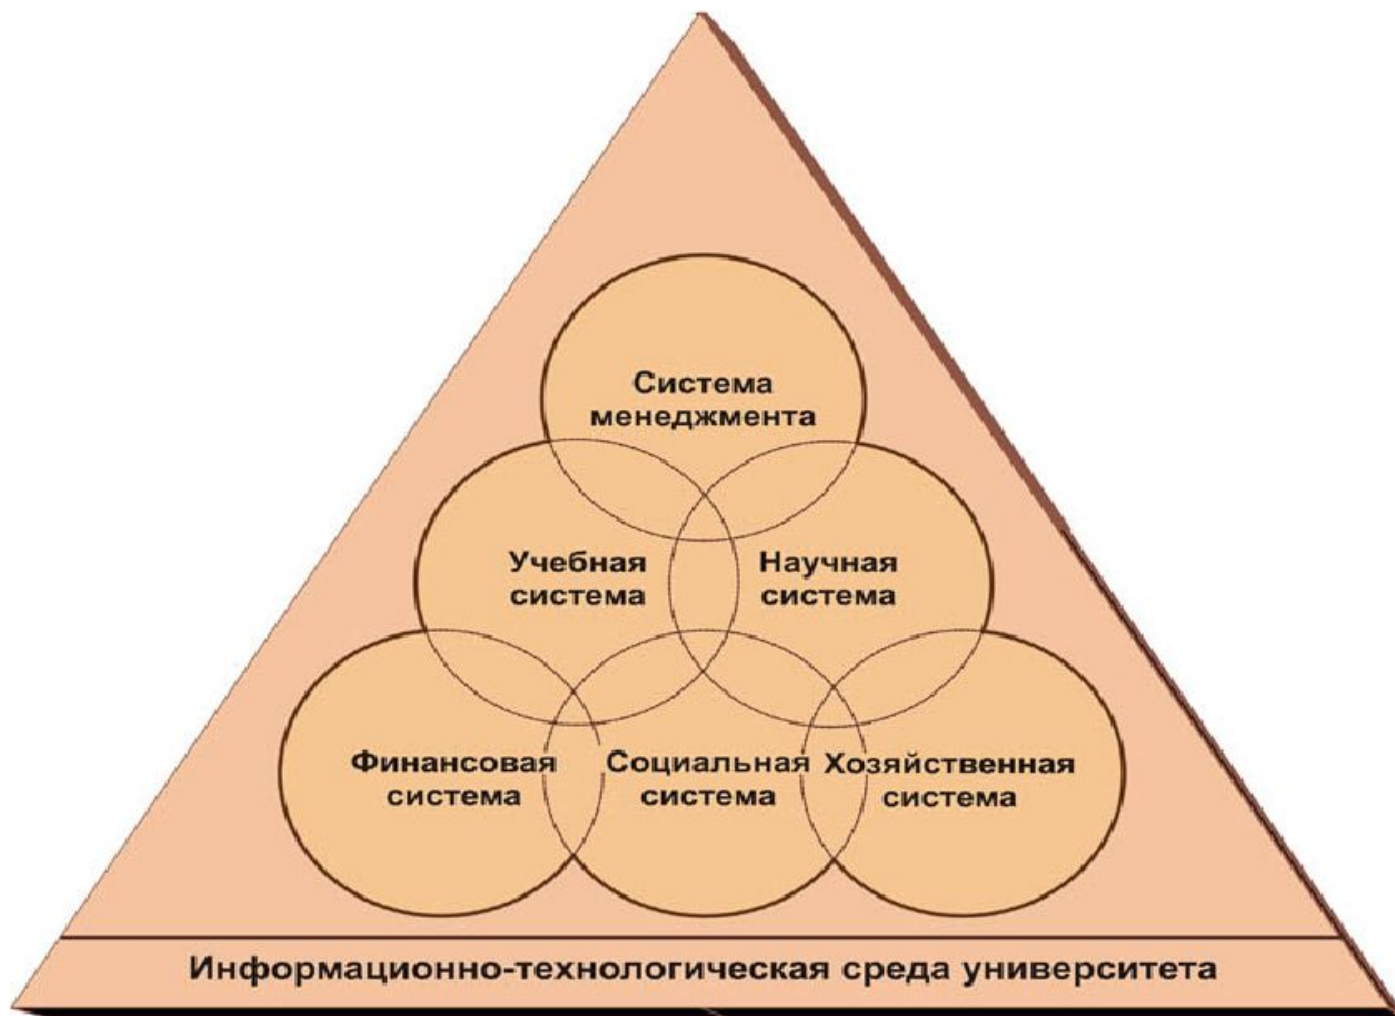 Система
менеджмента
Учебная
система
Научная
система
Финансовая
система
Социальная
система
Хозяйственная
система
Информационно-технологическая среда университета